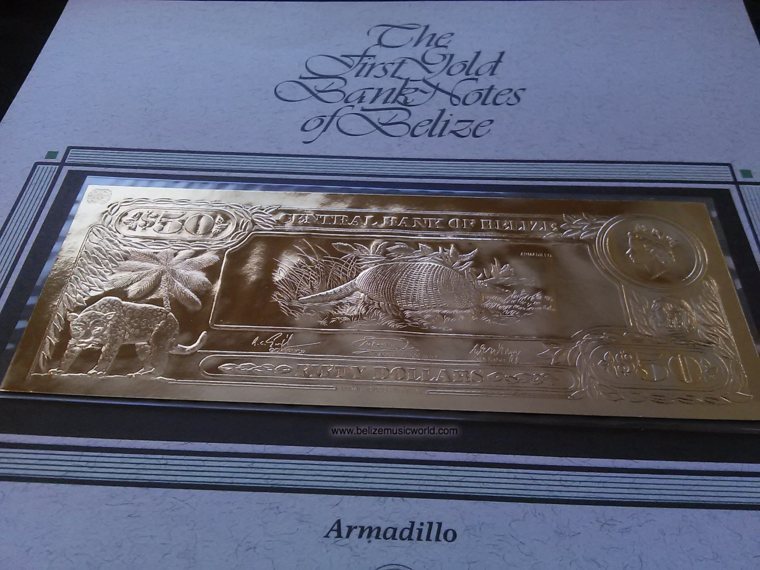 The
First Gold
Bank Notes
of Belize
$50
CENTRAL BANK OF BELIZE
ARMADILLO
FIFTY DOLLARS
$50
www.belizemusicworld.com
Armadillo